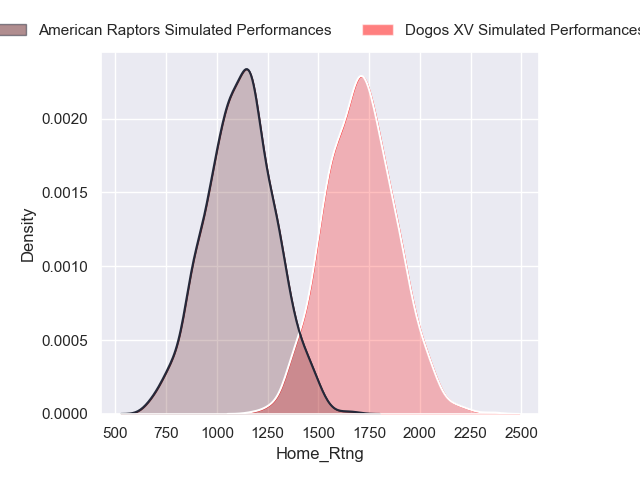 American Raptors Simulated Performances Dogos XV Simulated Performances
0.0020
0.0015
0.0010
0.0005
0.0000
Density
500 750 1000 1250 1500 1750 2000 2250 2500
Home_Rtng